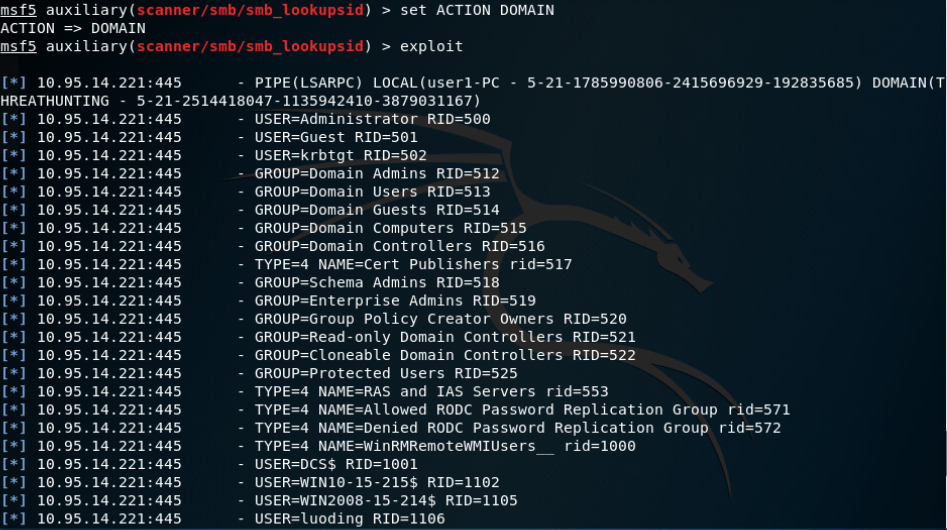 msf5 auxiliary(scanner/smb/smb_lookupsid) > set ACTION DOMAIN
ACTION => DOMAIN
msf5 auxiliary(scanner/smb/smb_lookupsid) > exploit
[*] 10.95.14.221:445 - PIPE(LSARPC) LOCAL(user1-PC - 5-21-1785990806-2415696929-192835685) DOMAIN(T
HREATHUNTING - 5-21-2514418047-1135942410-3879031167)
[*] 10.95.14.221:445 - USER=Administrator RID=500
[*] 10.95.14.221:445 - USER=Guest RID=501
[*] 10.95.14.221:445 - USER=krbtgt RID=502
[*] 10.95.14.221:445 - GROUP=Domain Admins RID=512
[*] 10.95.14.221:445 - GROUP=Domain Users RID=513
[*] 10.95.14.221:445 - GROUP=Domain Guests RID=514
[*] 10.95.14.221:445 - GROUP=Domain Computers RID=515
[*] 10.95.14.221:445 - GROUP=Domain Controllers RID=516
[*] 10.95.14.221:445 - TYPE=4 NAME=Cert Publishers rid=517
[*] 10.95.14.221:445 - GROUP=Schema Admins RID=518
[*] 10.95.14.221:445 - GROUP=Enterprise Admins RID=519
[*] 10.95.14.221:445 - GROUP=Group Policy Creator Owners RID=520
[*] 10.95.14.221:445 - GROUP=Read-only Domain Controllers RID=521
[*] 10.95.14.221:445 - GROUP=Cloneable Domain Controllers RID=522
[*] 10.95.14.221:445 - GROUP=Protected Users RID=525
[*] 10.95.14.221:445 - TYPE=4 NAME=RAS and IAS Servers rid=553
[*] 10.95.14.221:445 - TYPE=4 NAME=Allowed RODC Password Replication Group rid=571
[*] 10.95.14.221:445 - TYPE=4 NAME=Denied RODC Password Replication Group rid=572
[*] 10.95.14.221:445 - TYPE=4 NAME=WinRMRemoteWMIUsers__ rid=1000
[*] 10.95.14.221:445 - USER=DCS$ RID=1001
[*] 10.95.14.221:445 - USER=WIN10-15-215$ RID=1102
[*] 10.95.14.221:445 - USER=WIN2008-15-214$ RID=1105
[*] 10.95.14.221:445 - USER=luoding RID=1106